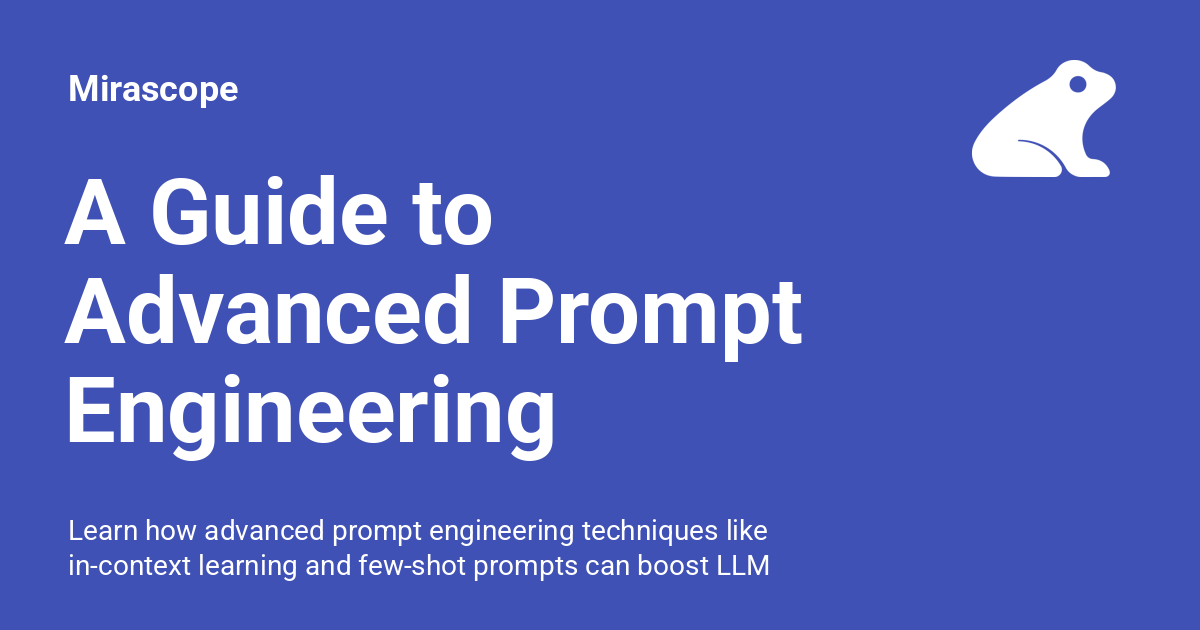 Mirascope
A Guide to
Advanced Prompt
Engineering
Learn how advanced prompt engineering techniques like
in-context learning and few-shot prompts can boost LLM